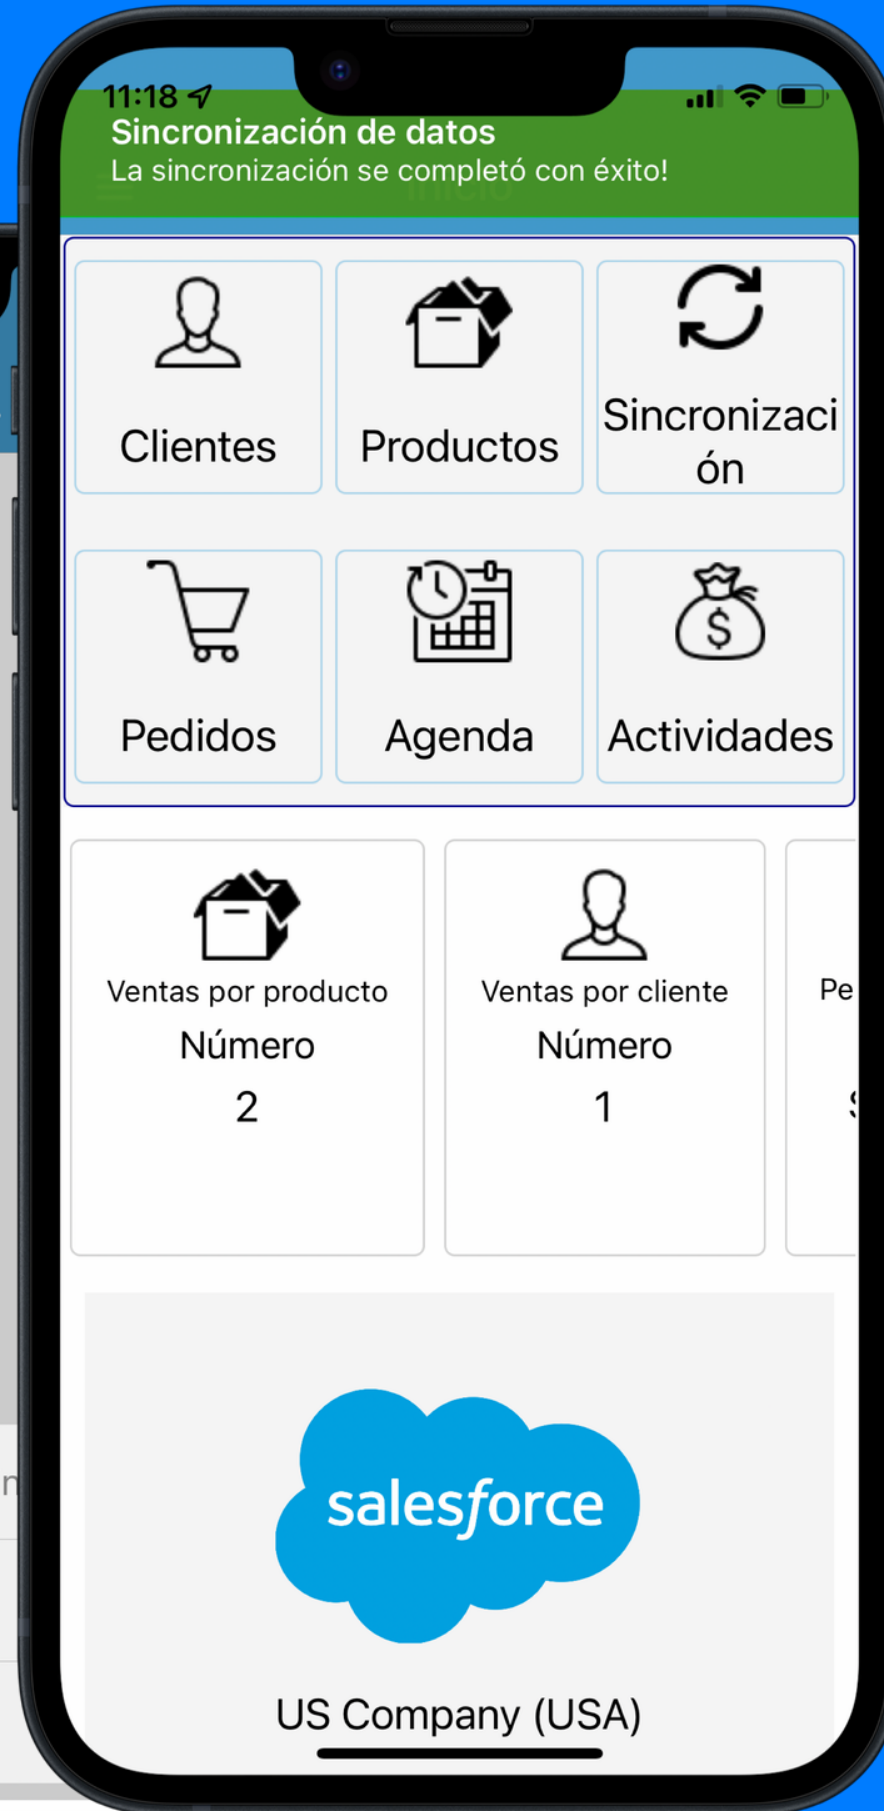 11:18
Sincronización de datos
La sincronización se completó con éxito!
Inicio
Clientes
Productos
Sincronizaci
ón
Pedidos
Agenda
Actividades
Ventas por producto
Número
2
Ventas por cliente
Número
1
Pe
salesforce
US Company (USA)